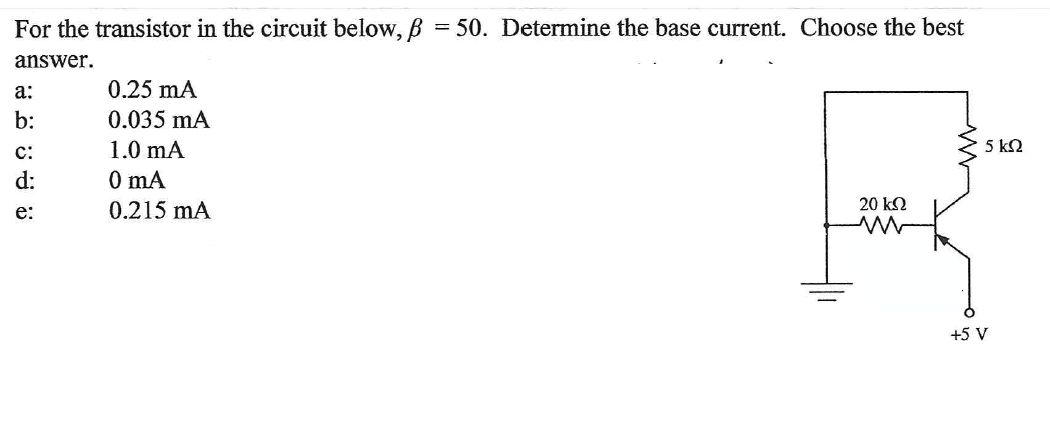 For the transistor in the circuit below, β = 50. Determine the base current. Choose the best
answer.
a: 0.25 mA
b: 0.035 mA
c: 1.0 mA
d: 0 mA
e: 0.215 mA
5 kΩ
20 kΩ
+5 V